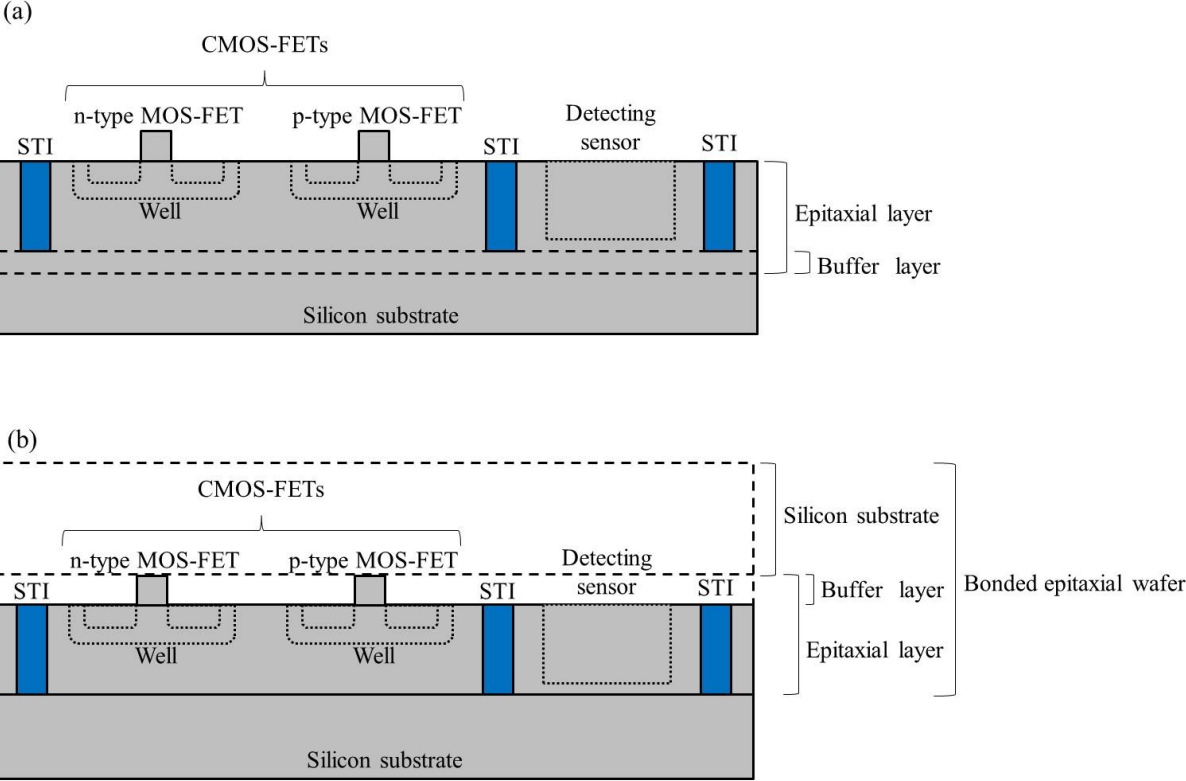 (a)
CMOS-FETs
n-type MOS-FET
p-type MOS-FET
Detecting
sensor
STI
STI
STI
Well
Well
Epitaxial layer
Buffer layer
Silicon substrate
(b)
CMOS-FETs
Silicon substrate
n-type MOS-FET
p-type MOS-FET
Detecting
sensor
STI
STI
STI
Buffer layer
Bonded epitaxial wafer
Well
Well
Epitaxial layer
Silicon substrate